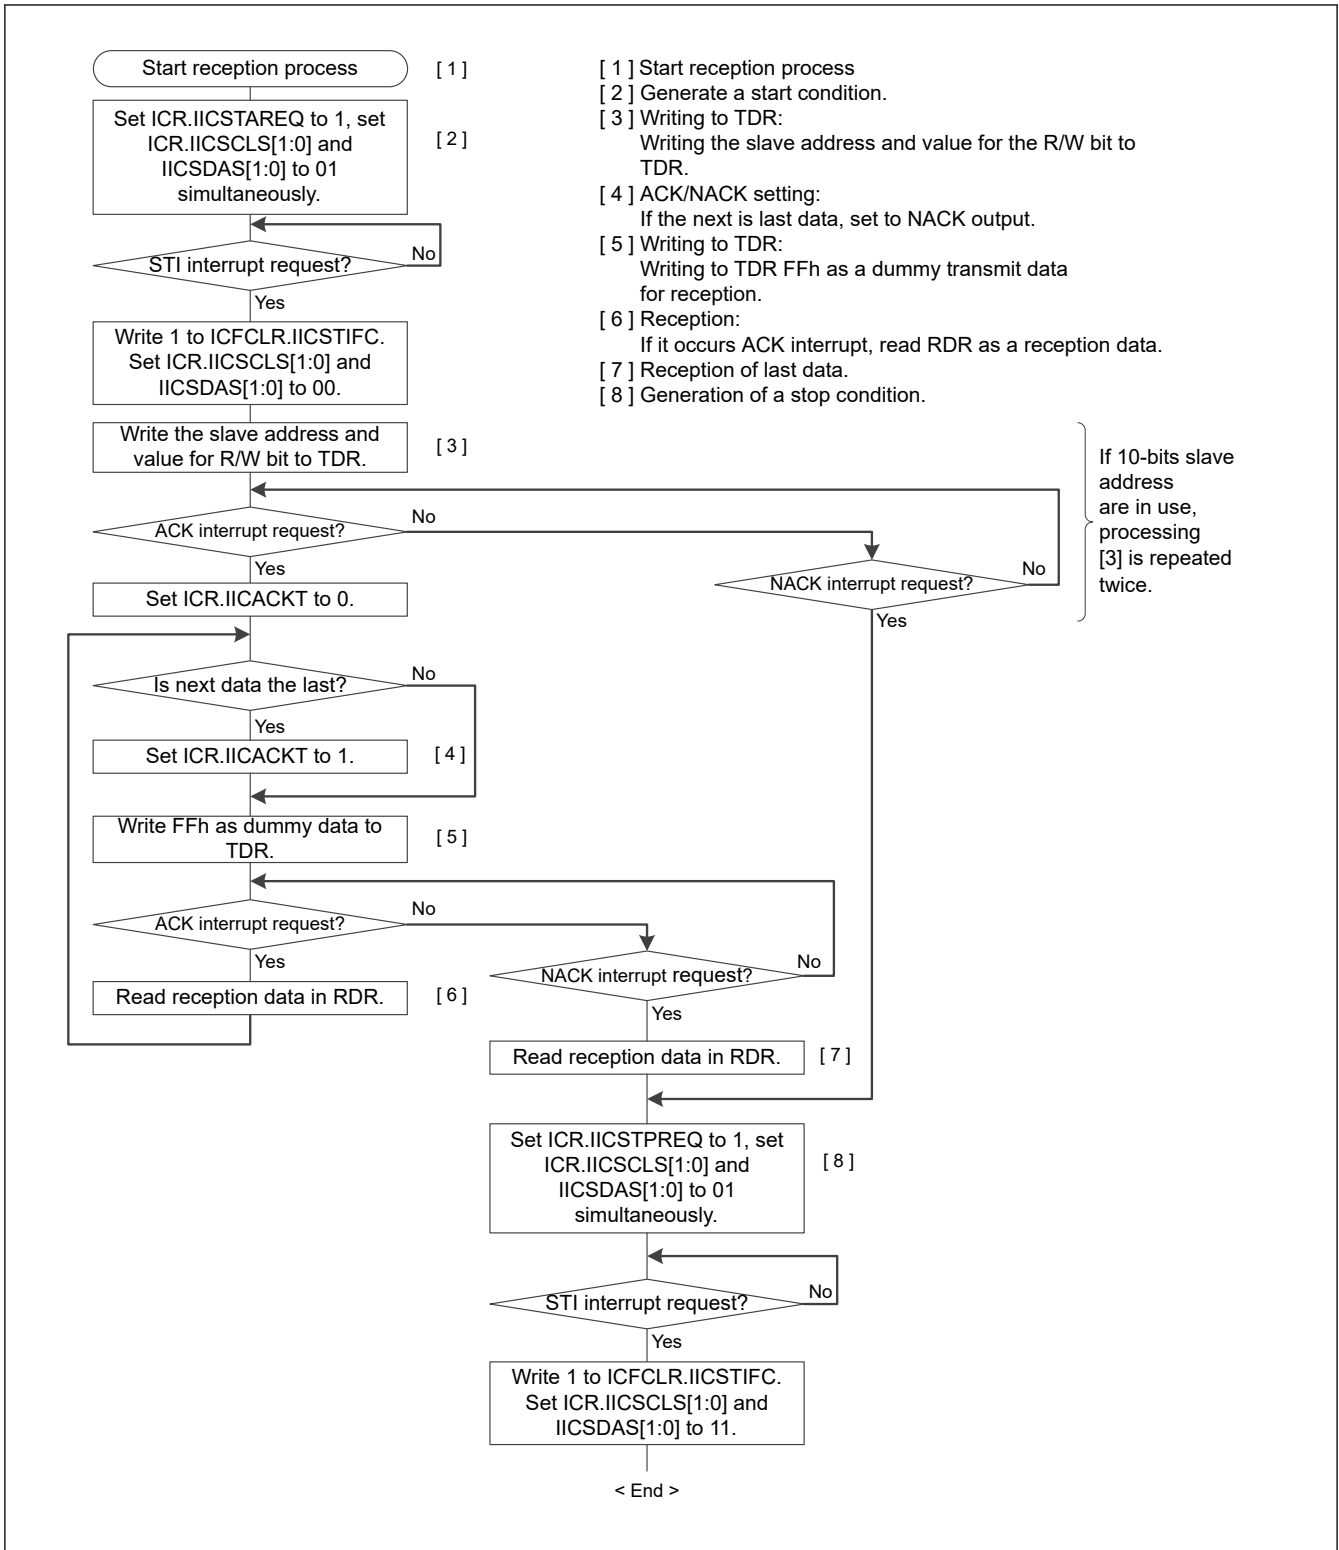 Start reception process
[ 1 ]
Set ICR.IICSTAREQ to 1, set
ICR.IICSCLS[1:0] and
IICSDAS[1:0] to 01
simultaneously.
[ 2 ]
STI interrupt request?
No
Yes
Write 1 to ICFCLR.IICSTIFC.
Set ICR.IICSCLS[1:0] and
IICSDAS[1:0] to 00.
[ 1 ] Start reception process
[ 2 ] Generate a start condition.
[ 3 ] Writing to TDR:
Writing the slave address and value for the R/W bit to
TDR.
[ 4 ] ACK/NACK setting:
If the next is last data, set to NACK output.
[ 5 ] Writing to TDR:
Writing to TDR FFh as a dummy transmit data
for reception.
[ 6 ] Reception:
If it occurs ACK interrupt, read RDR as a reception data.
[ 7 ] Reception of last data.
[ 8 ] Generation of a stop condition.
Write the slave address and
value for R/W bit to TDR.
[ 3 ]
ACK interrupt request?
No
Yes
NACK interrupt request?
No
Yes
If 10-bits slave
address
are in use,
processing
[3] is repeated
twice.
Set ICR.IICACKT to 0.
Is next data the last?
No
Yes
Set ICR.IICACKT to 1.
[ 4 ]
Write FFh as dummy data to
TDR.
[ 5 ]
ACK interrupt request?
No
Yes
Read reception data in RDR.
[ 6 ]
NACK interrupt request?
No
Yes
Read reception data in RDR.
[ 7 ]
Set ICR.IICSTPREQ to 1, set
ICR.IICSCLS[1:0] and
IICSDAS[1:0] to 01
simultaneously.
[ 8 ]
STI interrupt request?
No
Yes
Write 1 to ICFCLR.IICSTIFC.
Set ICR.IICSCLS[1:0] and
IICSDAS[1:0] to 11.
< End >